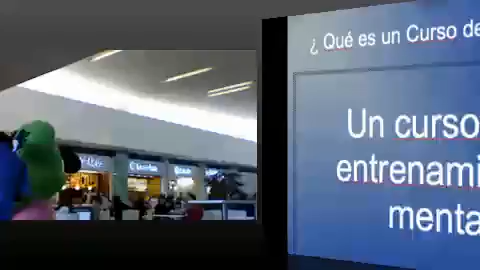 ¿ Qué es un Curso de
Un curso
entrenami
menta